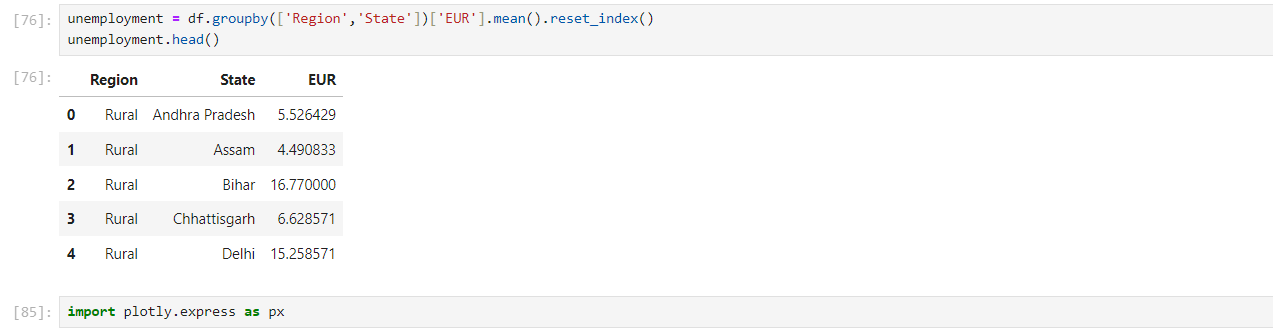 [76]: unemployment = df.groupby(['Region','State'])['EUR'].mean().reset_index()
unemployment.head()
[76]: Region State EUR
0 Rural Andhra Pradesh 5.526429
1 Rural Assam 4.490833
2 Rural Bihar 16.770000
3 Rural Chhattisgarh 6.628571
4 Rural Delhi 15.258571
[85]: import plotly.express as px